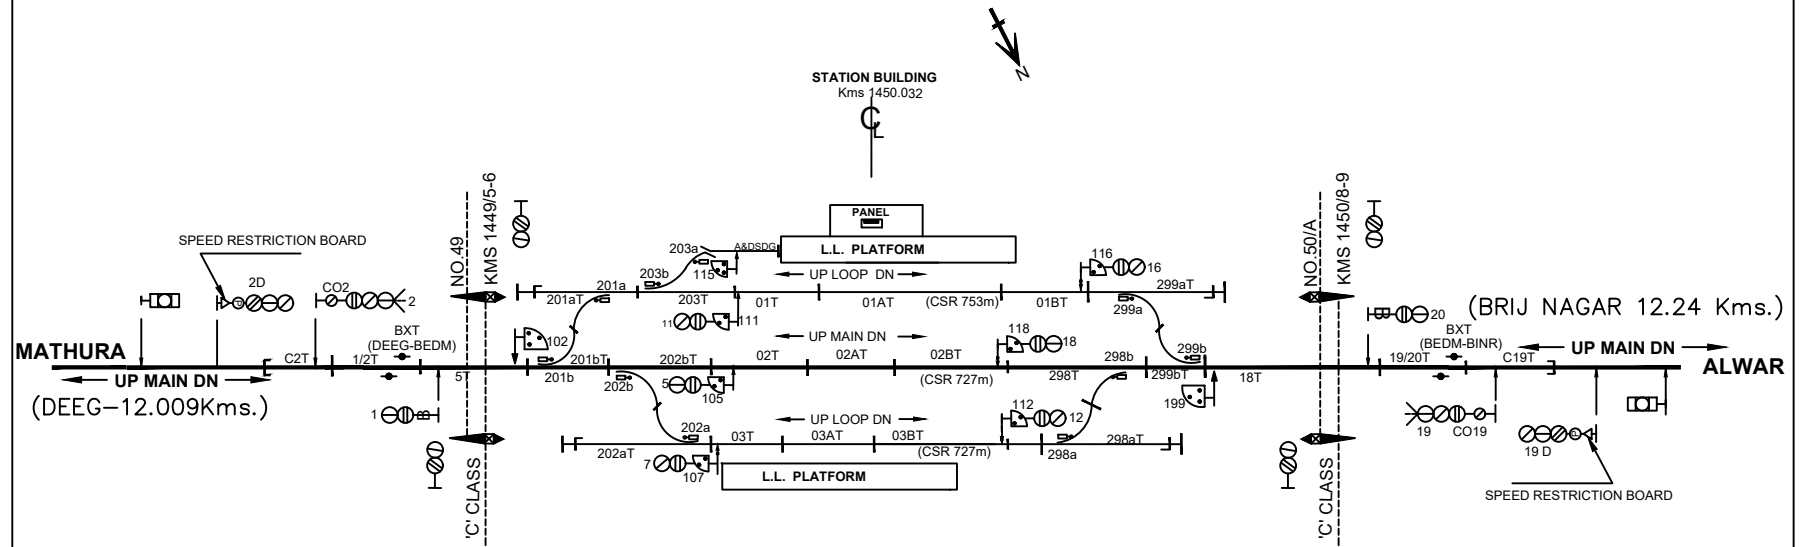 N
STATION BUILDING
Kms 1450.032
CL
PANEL
L.L. PLATFORM
A&DSDG
SPEED RESTRICTION BOARD
2D
CO2
2
NO.49
KMS 1449/5-6
'C' CLASS
NO.50/A
KMS 1450/8-9
'C' CLASS
203a
203b
115
116
16
UP LOOP DN
201a
201aT
203T
01T
01AT
(CSR 753m)
01BT
299a
299aT
11
111
B
20
(BRIJ NAGAR 12.24 Kms.)
BXT
(DEEG-BEDM)
BXT
(BEDM-BINR)
102
UP MAIN DN
118
18
MATHURA
UP MAIN DN
(DEEG-12.009Kms.)
C2T
1/2T
5T
201b
201bT
202b
202bT
02T
02AT
02BT
(CSR 727m)
298T
298b
299b
299bT
18T
19/20T
C19T
UP MAIN DN
ALWAR
1
B
5
105
199
112
12
19
CO19
19 D
P
P
SPEED RESTRICTION BOARD
UP LOOP DN
202a
202aT
03T
03AT
03BT
(CSR 727m)
298a
298aT
7
107
L.L. PLATFORM